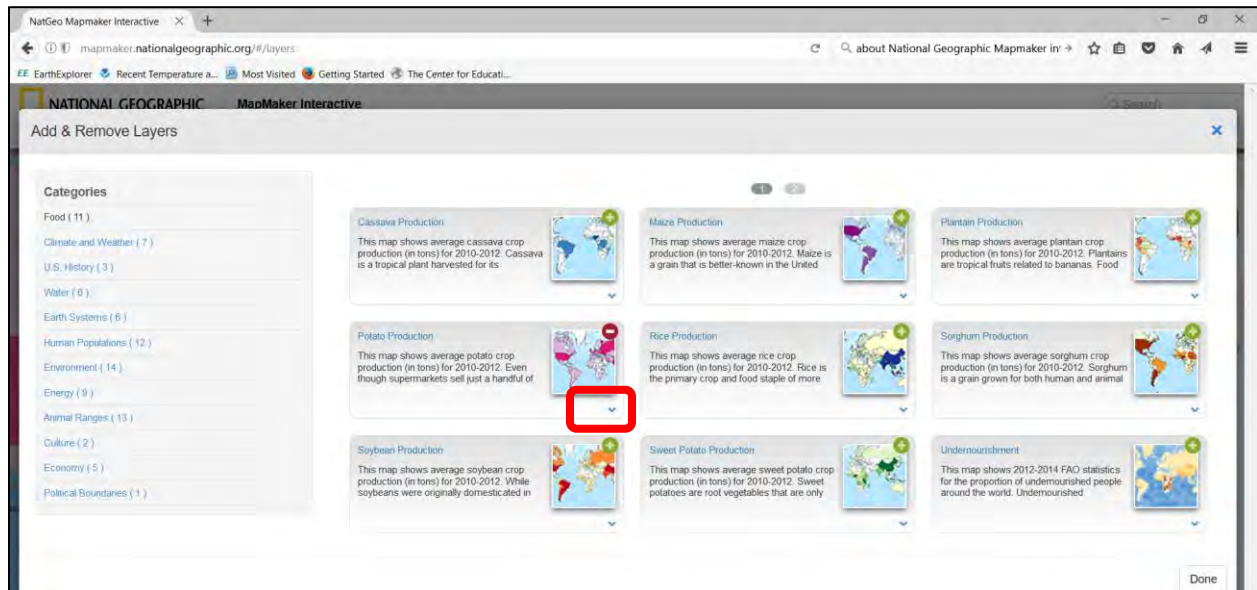 NatGeo Mapmaker Interactive
mapmaker.nationalgeographic.org/#/layers
about National Geographic Mapmaker in
EE EarthExplorer
Recent Temperature a...
Most Visited
Getting Started
The Center for Educati...
NATIONAL GEOGRAPHIC
MapMaker Interactive
Search
Add & Remove Layers
Categories
Food ( 11 )
Climate and Weather ( 7 )
U.S. History ( 3 )
Water ( 6 )
Earth Systems ( 6 )
Human Populations ( 12 )
Environment ( 14 )
Energy ( 9 )
Animal Ranges ( 13 )
Culture ( 2 )
Economy ( 5 )
Political Boundaries ( 1 )
1 2
Cassava Production
This map shows average cassava crop
production (in tons) for 2010-2012. Cassava
is a tropical plant harvested for its
Maize Production
This map shows average maize crop
production (in tons) for 2010-2012. Maize is
a grain that is better-known in the United
Plantain Production
This map shows average plantain crop
production (in tons) for 2010-2012. Plantains
are tropical fruits related to bananas. Food
Potato Production
This map shows average potato crop
production (in tons) for 2010-2012. Even
though supermarkets sell just a handful of
Rice Production
This map shows average rice crop
production (in tons) for 2010-2012. Rice is
the primary crop and food staple of more
Sorghum Production
This map shows average sorghum crop
production (in tons) for 2010-2012. Sorghum
is a grain grown for both human and animal
Soybean Production
This map shows average soybean crop
production (in tons) for 2010-2012. While
soybeans were originally domesticated in
Sweet Potato Production
This map shows average sweet potato crop
production (in tons) for 2010-2012. Sweet
potatoes are root vegetables that are only
Undernourishment
This map shows 2012-2014 FAO statistics
for the proportion of undernourished people
around the world. Undernourished
Done